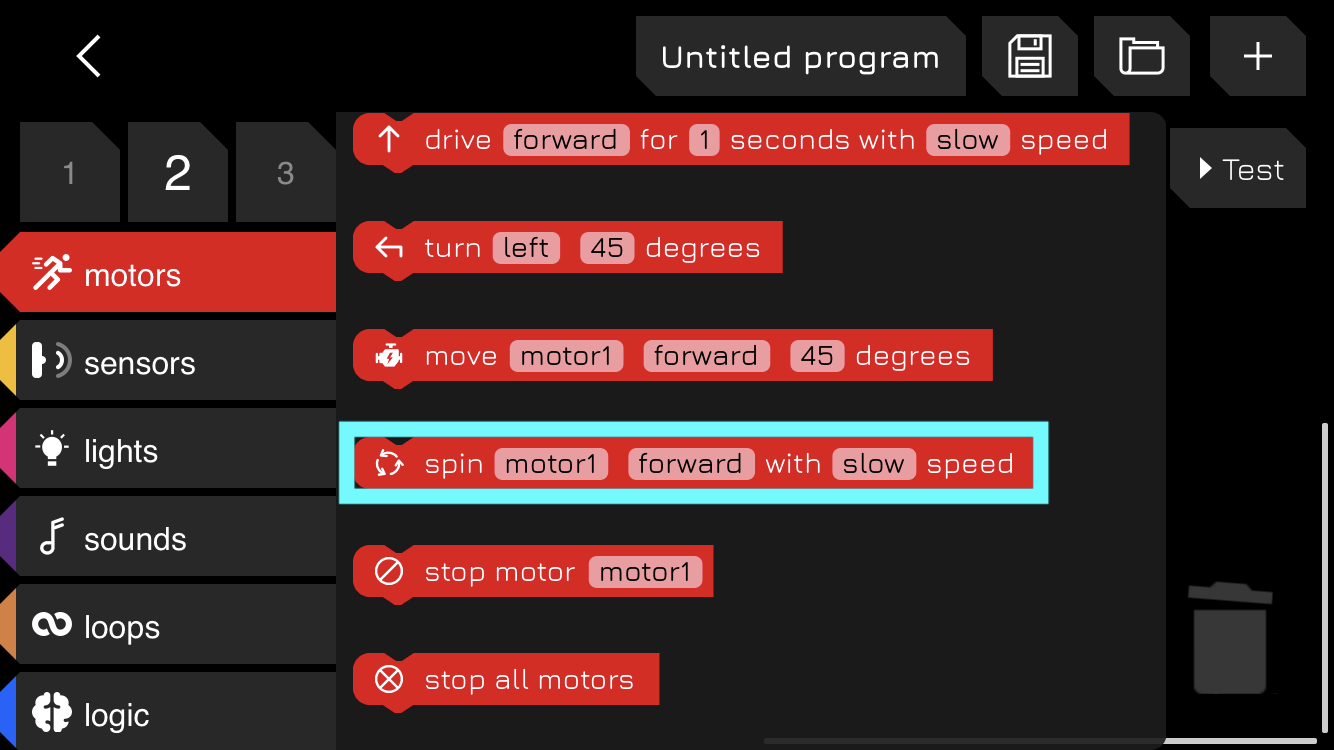 Untitled program
1 2 3
Test
motors
sensors
lights
sounds
loops
logic
drive forward for 1 seconds with slow speed
turn left 45 degrees
move motor1 forward 45 degrees
spin motor1 forward with slow speed
stop motor motor1
stop all motors